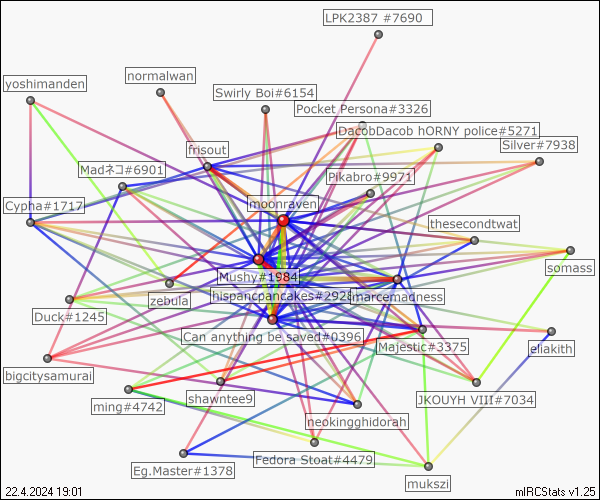 LPK2387 #7690
yoshimanden
normalwan
Swirly Boi#6154
Pocket Persona#3326
DacobDacob hORNY police#5271
frisout
Silver#7938
Madネコ#6901
Pikabro#9971
Cypha#1717
moonraven
thesecondtwat
somass
Mushy#1984
zebula
hispancpancakes#2928
marcemadness
Duck#1245
Can anything be saved#0396
Majestic#3375
eliakith
bigcitysamurai
shawntee9
JKOUYH VIII#7034
ming#4742
neokingghidorah
Fedora Stoat#4479
Eg.Master#1378
mukszi
22.4.2024 19:01
mIRCStats v1.25